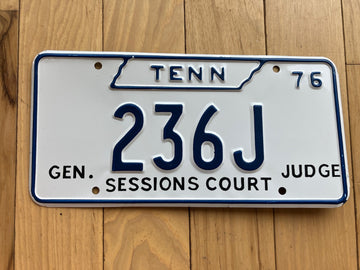 TENN 76
236J
GEN. SESSIONS COURT JUDGE